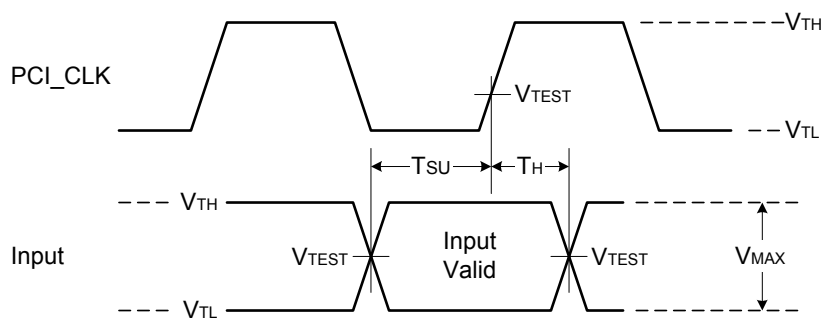 VTH
PCI_CLK
VTEST
VTL
TSU
TH
VTH
Input
VTEST
Input
Valid
VTEST
VMAX
VTL